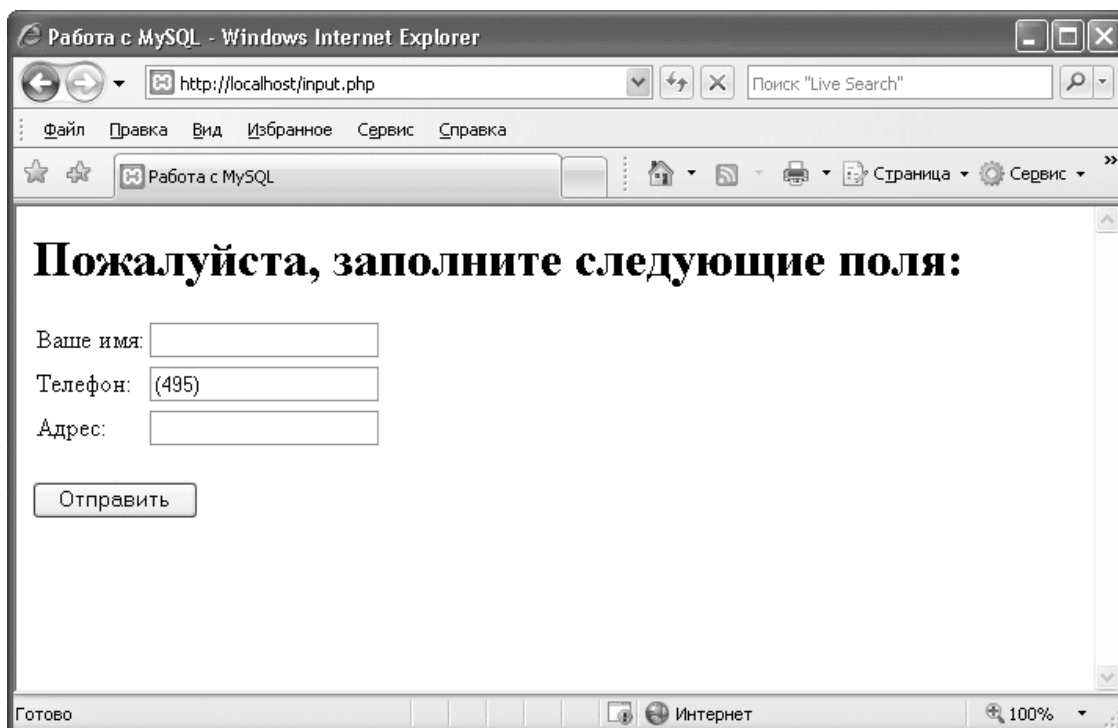 Работа с MySQL - Windows Internet Explorer
http://localhost/input.php
Поиск "Live Search"
Файл Правка Вид Избранное Сервис Справка
Работа с MySQL
Страница Сервис »
Пожалуйста, заполните следующие поля:
Ваше имя:
Телефон: (495)
Адрес:
Отправить
Готово Интернет 100%